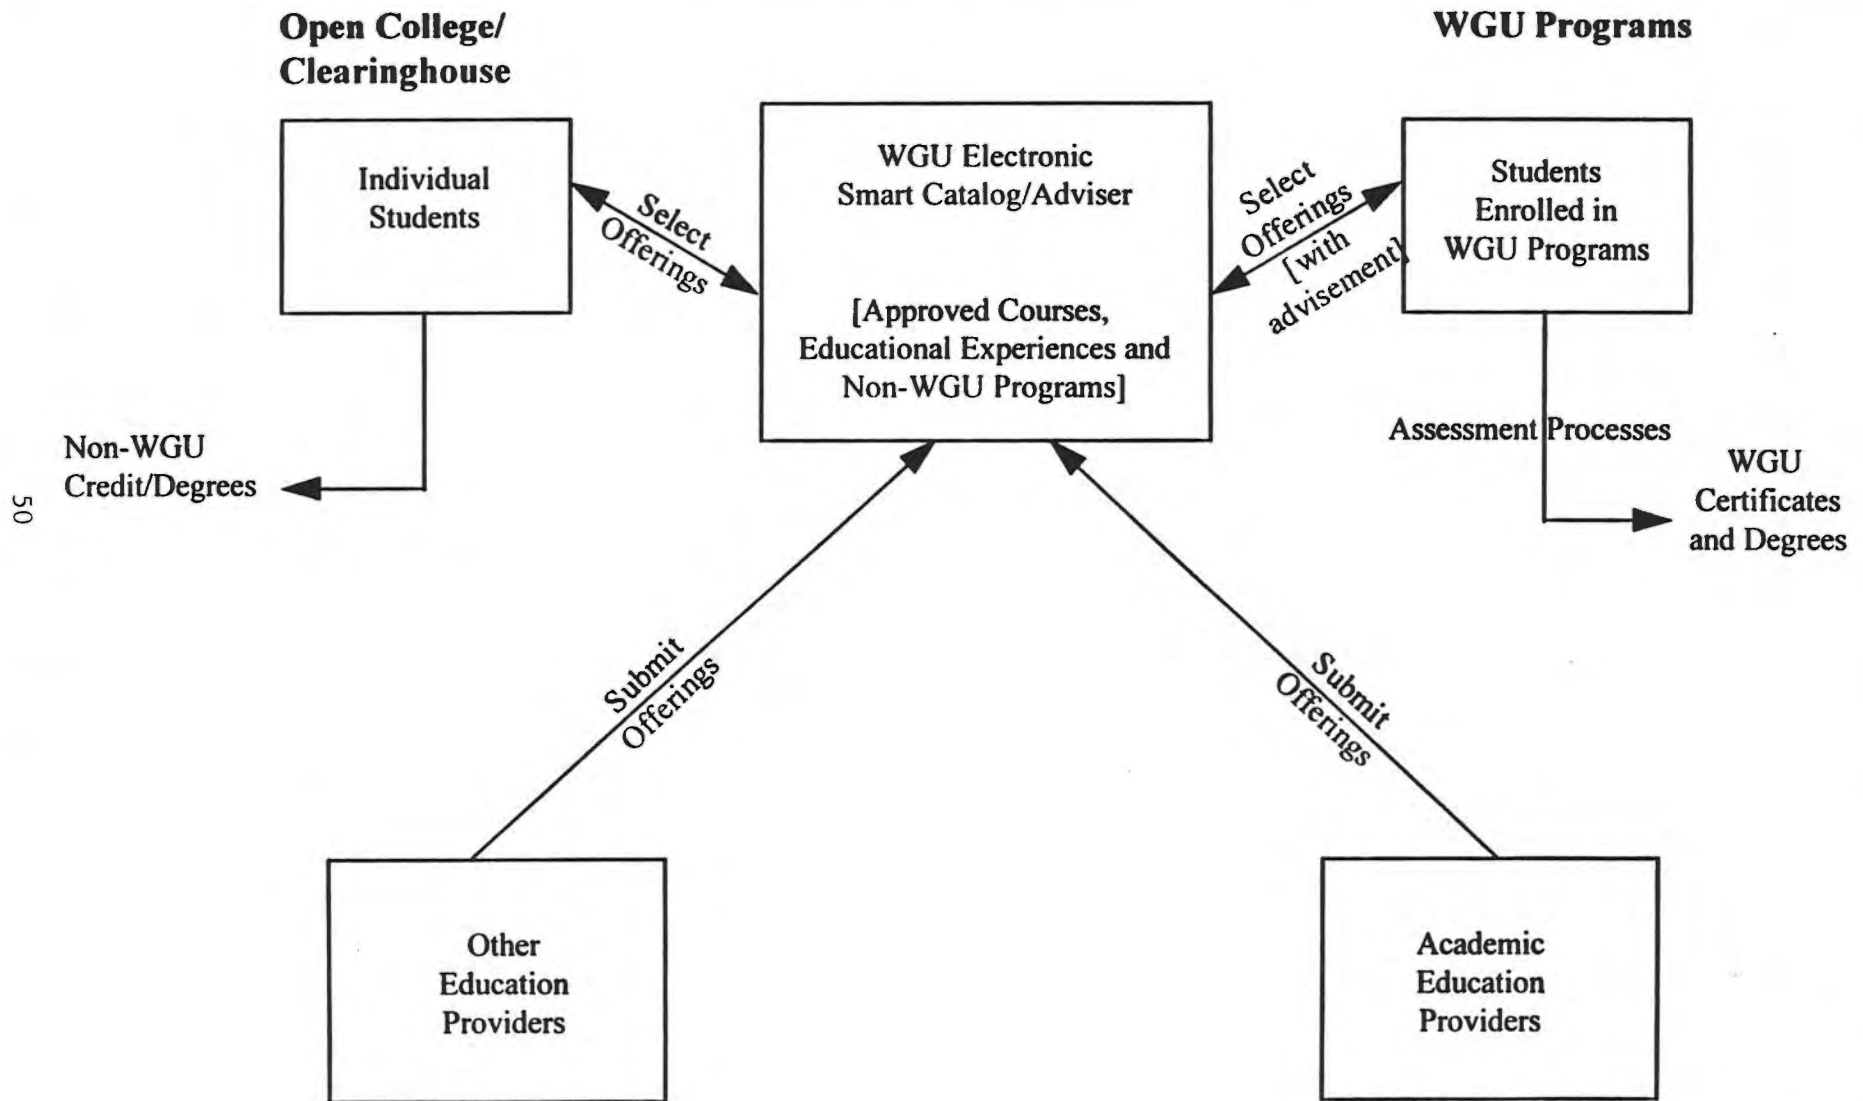 Open College/
Clearinghouse
WGU Programs
Individual
Students
Select
Offerings
WGU Electronic
Smart Catalog/Adviser
[Approved Courses,
Educational Experiences and
Non-WGU Programs]
Select
Offerings
[with
advisement]
Students
Enrolled in
WGU Programs
Non-WGU
Credit/Degrees
Assessment Processes
WGU
Certificates
and Degrees
50
Submit
Offerings
Submit
Offerings
Other
Education
Providers
Academic
Education
Providers